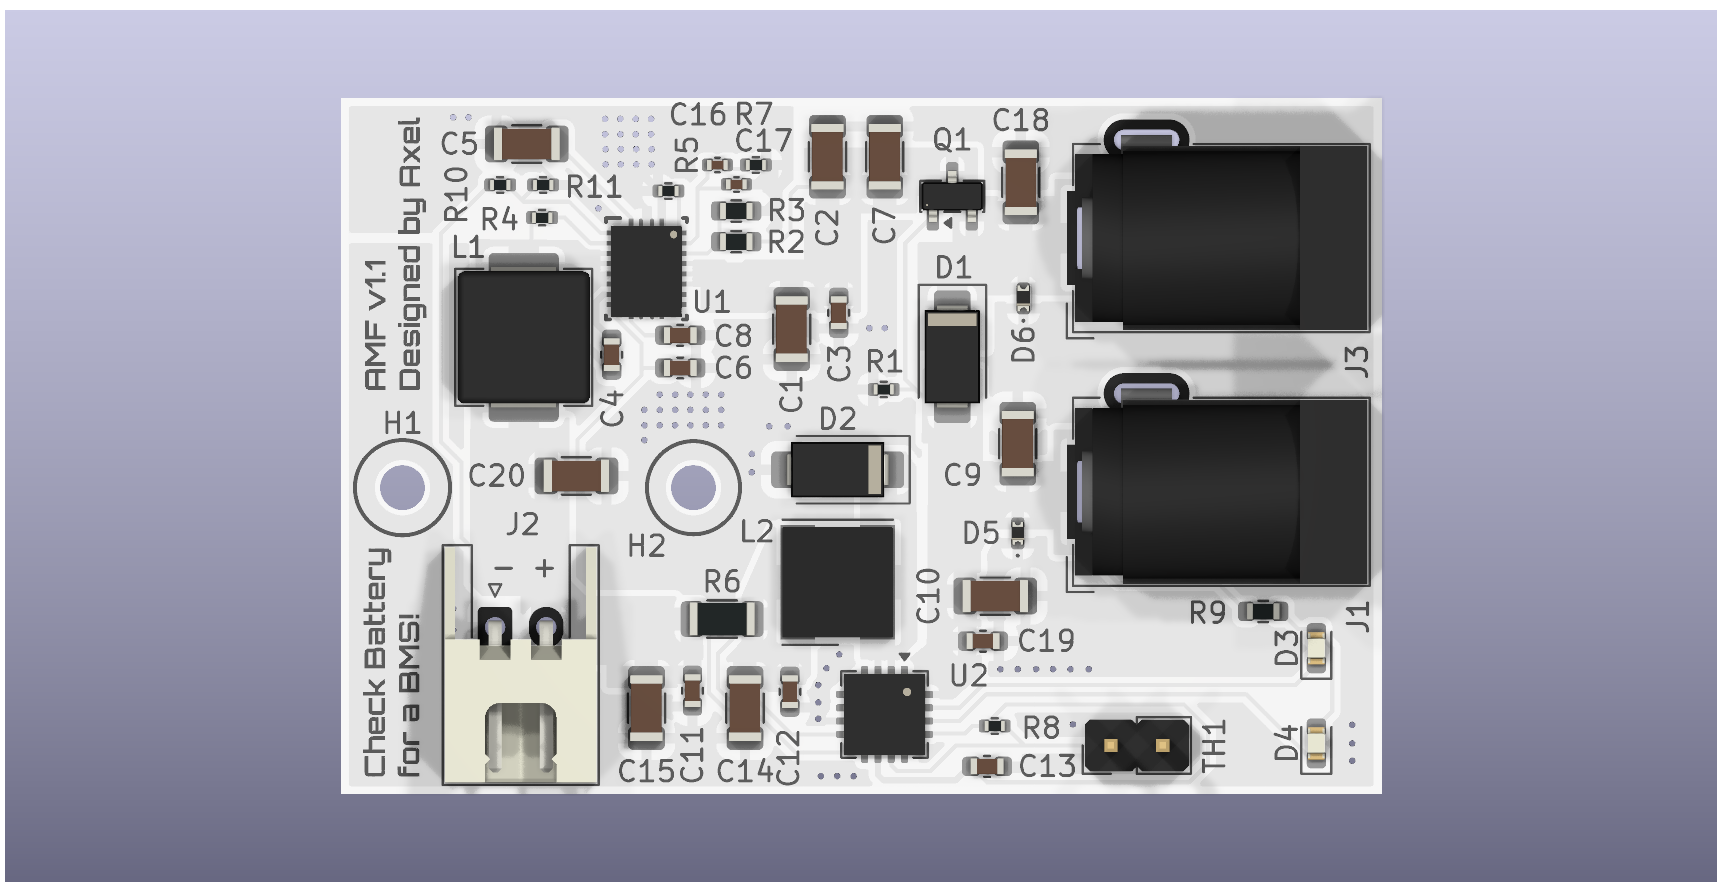 C16 R7
C5
R5
C17
Q1
C18
R10
R11
R4
R3
R2
C2
C7
L1
Designed by Axel
AMF v1.1
U1
D1
D6
J3
C8
C6
C4
C1
C3
R1
H1
D2
C20
H2
L2
C9
J2
- +
D5
R6
C10
C19
R9
J1
D3
U2
Check Battery
for a BMS!
C15
C11
C14
C12
R8
C13
TH1
D4